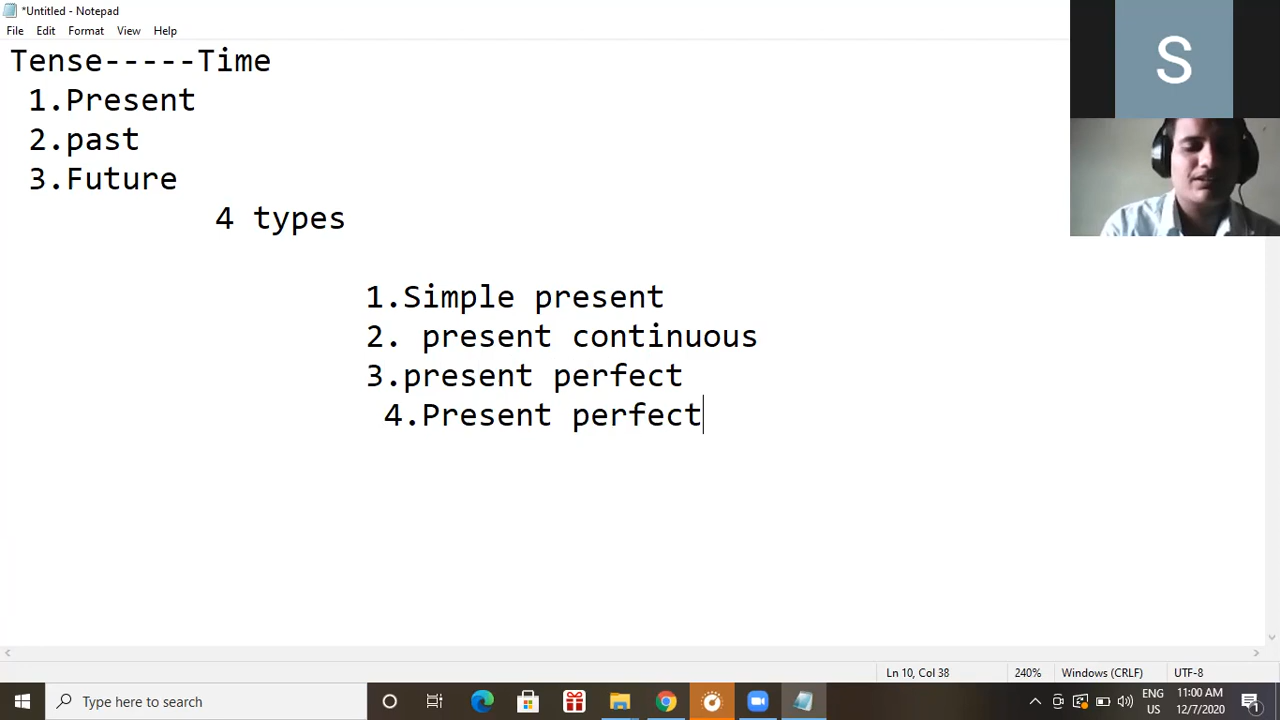 *Untitled - Notepad
File Edit Format View Help
Tense-----Time
1.Present
2.past
3.Future
4 types
1.Simple present
2. present continuous
3.present perfect
4.Present perfect
S
Ln 10, Col 38 240% Windows (CRLF) UTF-8
Type here to search
ENG
US
11:00 AM
12/7/2020
1